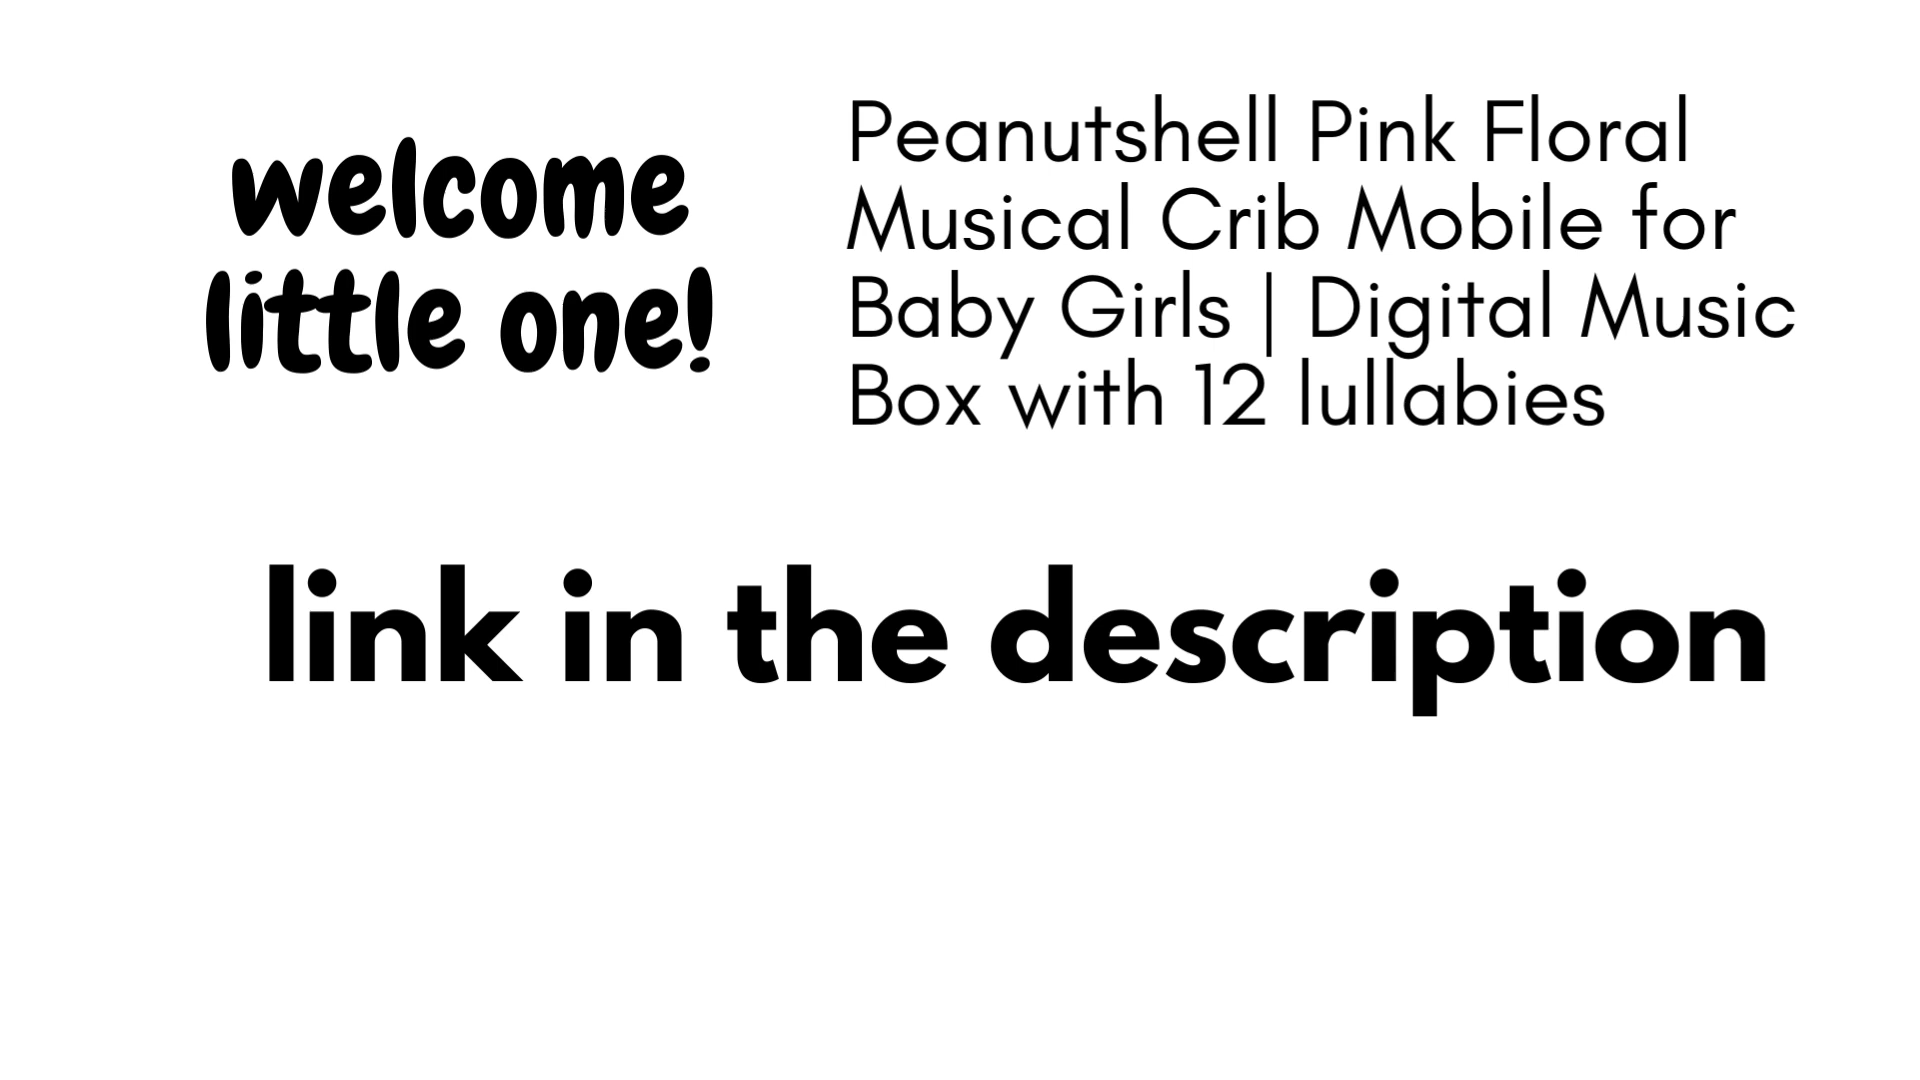 welcome
little one!
Peanutshell Pink Floral
Musical Crib Mobile for
Baby Girls | Digital Music
Box with 12 lullabies
link in the description